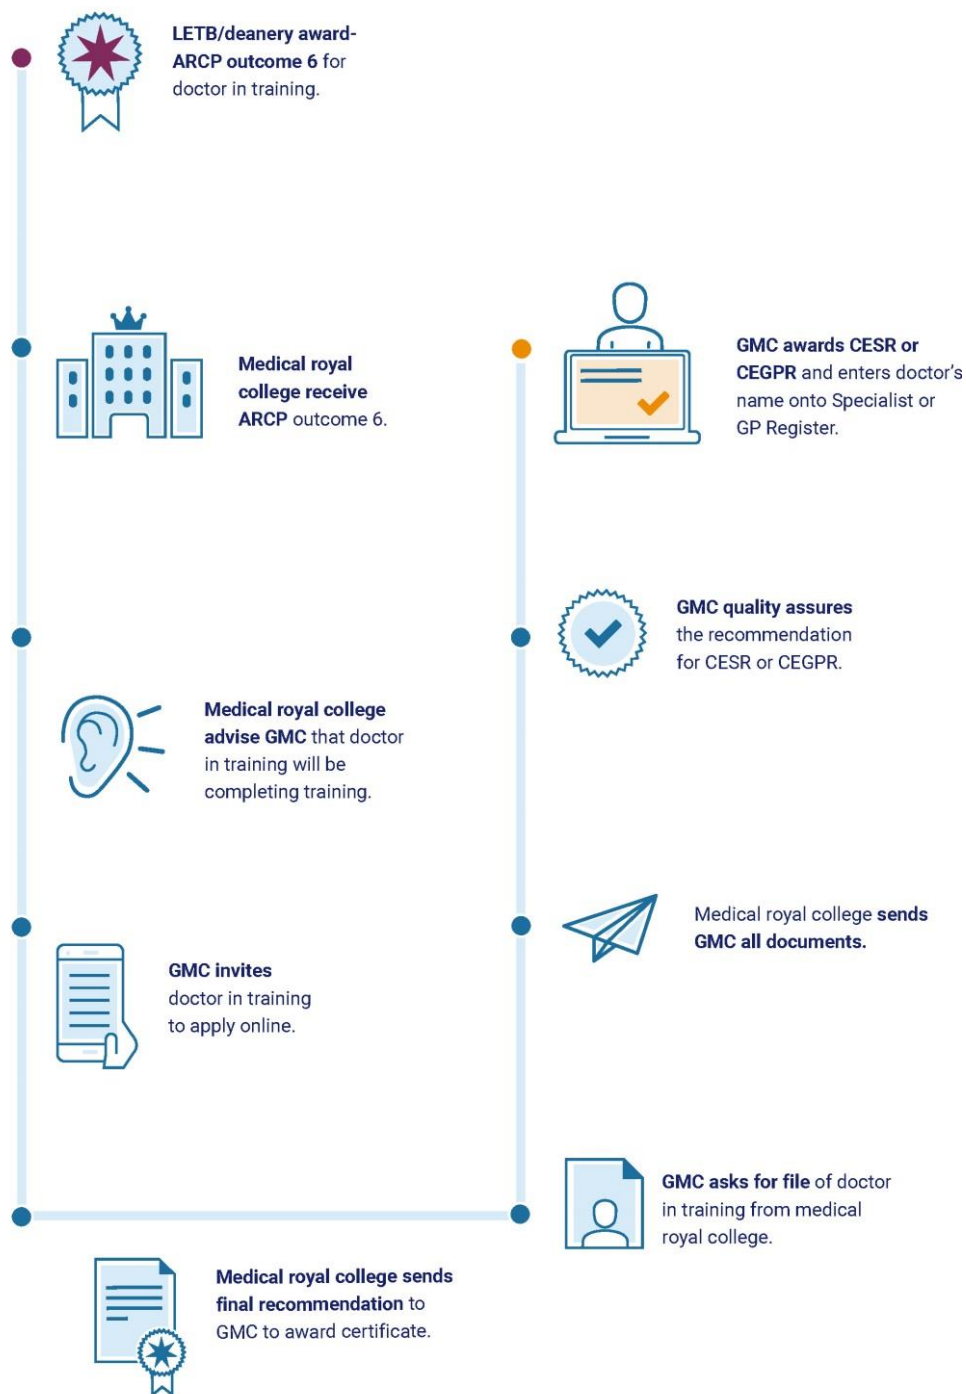 LETB/deanery award-
ARCP outcome 6 for
doctor in training.
Medical royal
college receive
ARCP outcome 6.
Medical royal college
advise GMC that doctor
in training will be
completing training.
GMC invites
doctor in training
to apply online.
Medical royal college sends
final recommendation to
GMC to award certificate.
GMC asks for file of doctor
in training from medical
royal college.
Medical royal college sends
GMC all documents.
GMC quality assures
the recommendation
for CESR or CEGPR.
GMC awards CESR or
CEGPR and enters doctor’s
name onto Specialist or
GP Register.